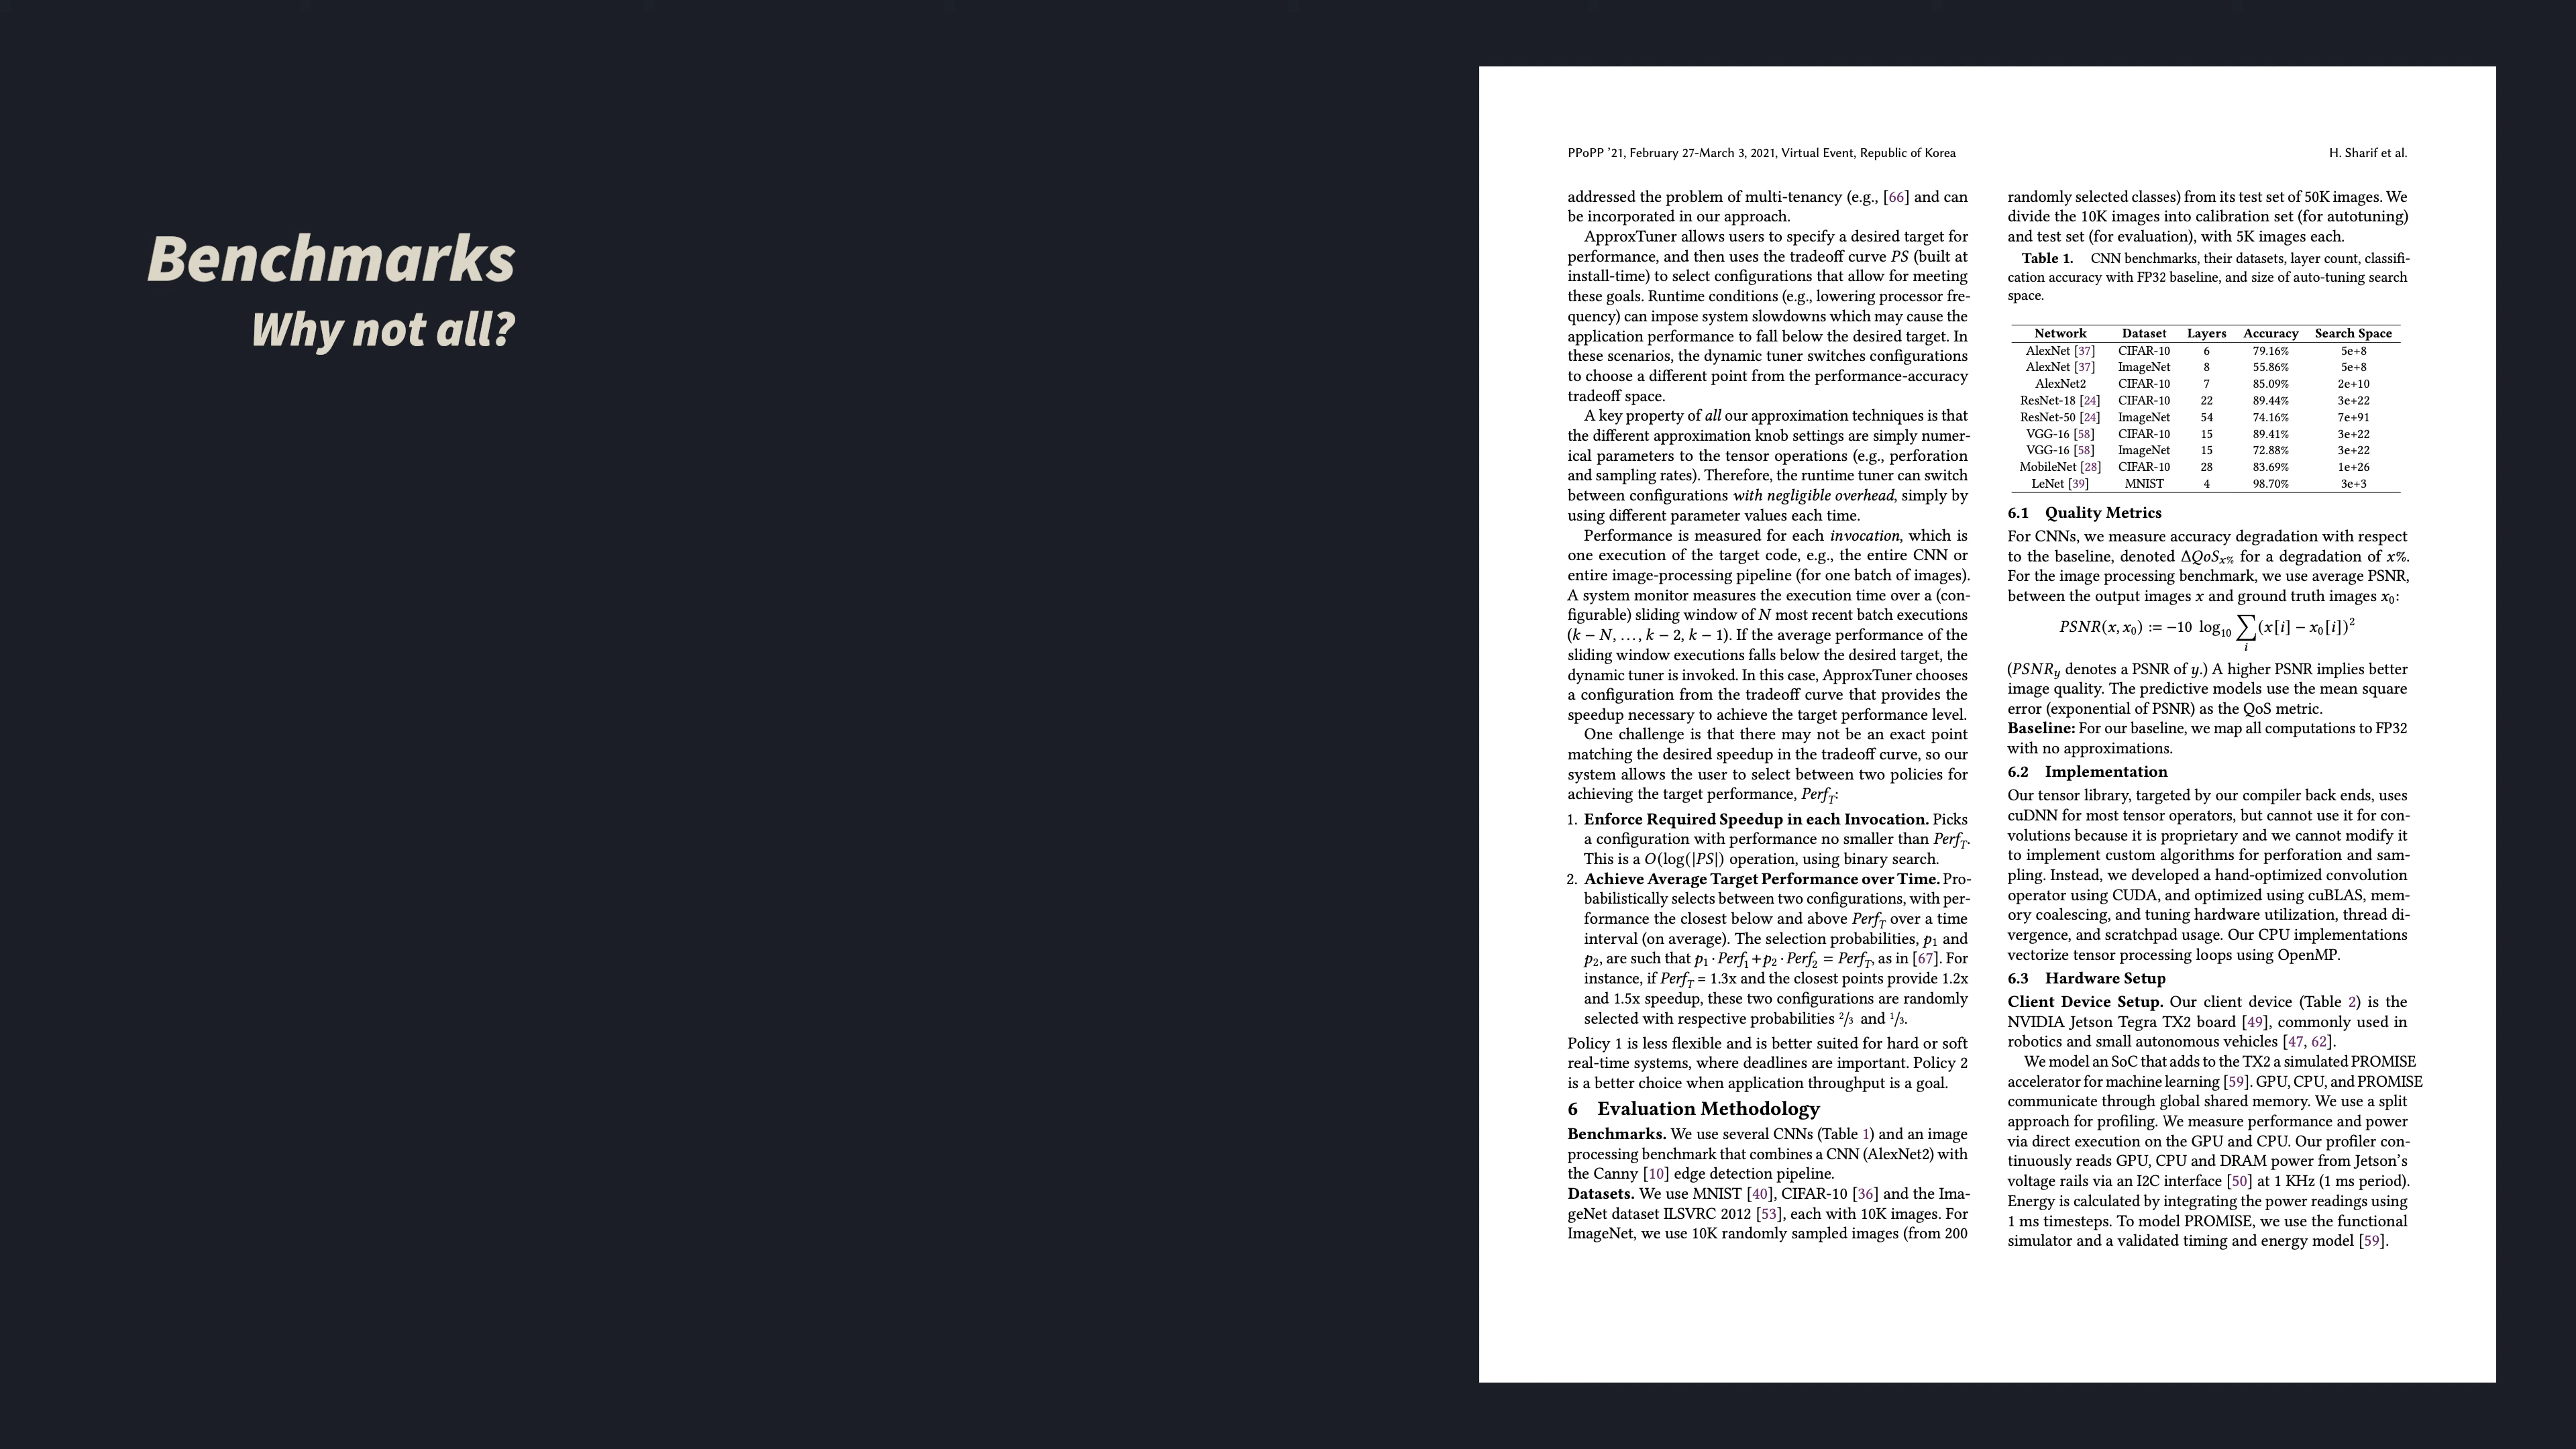 Benchmarks
Why not all?
PPoPP ’21, February 27-March 3, 2021, Virtual Event, Republic of Korea
H. Sharif et al.
addressed the problem of multi-tenancy (e.g., [66] and can
be incorporated in our approach.
ApproxTuner allows users to specify a desired target for
performance, and then uses the tradeoff curve PS (built at
install-time) to select configurations that allow for meeting
these goals. Runtime conditions (e.g., lowering processor fre-
quency) can impose system slowdowns which may cause the
application performance to fall below the desired target. In
these scenarios, the dynamic tuner switches configurations
to choose a different point from the performance-accuracy
tradeoff space.
A key property of all our approximation techniques is that
the different approximation knob settings are simply numer-
ical parameters to the tensor operations (e.g., perforation
and sampling rates). Therefore, the runtime tuner can switch
between configurations with negligible overhead, simply by
using different parameter values each time.
Performance is measured for each invocation, which is
one execution of the target code, e.g., the entire CNN or
entire image-processing pipeline (for one batch of images).
A system monitor measures the execution time over a (con-
figurable) sliding window of N most recent batch executions
(k − N, …, k − 2, k − 1). If the average performance of the
sliding window executions falls below the desired target, the
dynamic tuner is invoked. In this case, ApproxTuner chooses
a configuration from the tradeoff curve that provides the
speedup necessary to achieve the target performance level.
One challenge is that there may not be an exact point
matching the desired speedup in the tradeoff curve, so our
system allows the user to select between two policies for
achieving the target performance, Perf_T:
1. Enforce Required Speedup in each Invocation. Picks
a configuration with performance no smaller than Perf_T.
This is a O(log(|PS|) operation, using binary search.
2. Achieve Average Target Performance over Time. Pro-
babilistically selects between two configurations, with per-
formance the closest below and above Perf_T over a time
interval (on average). The selection probabilities, p1 and
p2, are such that p1 · Perf1 + p2 · Perf2 = Perf_T, as in [67]. For
instance, if Perf_T = 1.3x and the closest points provide 1.2x
and 1.5x speedup, these two configurations are randomly
selected with respective probabilities 2/3 and 1/3.
Policy 1 is less flexible and is better suited for hard or soft
real-time systems, where deadlines are important. Policy 2
is a better choice when application throughput is a goal.
6 Evaluation Methodology
Benchmarks. We use several CNNs (Table 1) and an image
processing benchmark that combines a CNN (AlexNet2) with
the Canny [10] edge detection pipeline.
Datasets. We use MNIST [40], CIFAR-10 [36] and the Ima-
geNet dataset ILSVRC 2012 [53], each with 10K images. For
ImageNet, we use 10K randomly sampled images (from 200
randomly selected classes) from its test set of 50K images. We
divide the 10K images into calibration set (for autotuning)
and test set (for evaluation), with 5K images each.
Table 1. CNN benchmarks, their datasets, layer count, classifi-
cation accuracy with FP32 baseline, and size of auto-tuning search
space.
Network Dataset Layers Accuracy Search Space
AlexNet [37] CIFAR-10 6 79.16% 5e+8
AlexNet [37] ImageNet 8 55.86% 5e+8
AlexNet2 CIFAR-10 7 85.09% 2e+10
ResNet-18 [24] CIFAR-10 22 89.44% 3e+22
ResNet-50 [24] ImageNet 54 74.16% 7e+91
VGG-16 [58] CIFAR-10 15 89.41% 3e+22
VGG-16 [58] ImageNet 15 72.88% 3e+22
MobileNet [28] CIFAR-10 28 83.69% 1e+26
LeNet [39] MNIST 4 98.70% 3e+3
6.1 Quality Metrics
For CNNs, we measure accuracy degradation with respect
to the baseline, denoted ΔQoS_x% for a degradation of x%.
For the image processing benchmark, we use average PSNR,
between the output images x and ground truth images x0:
PSNR(x, x0) := −10 log10 ∑i (x[i] − x0[i])²
(PSNR_y denotes a PSNR of y.) A higher PSNR implies better
image quality. The predictive models use the mean square
error (exponential of PSNR) as the QoS metric.
Baseline: For our baseline, we map all computations to FP32
with no approximations.
6.2 Implementation
Our tensor library, targeted by our compiler back ends, uses
cuDNN for most tensor operators, but cannot use it for con-
volutions because it is proprietary and we cannot modify it
to implement custom algorithms for perforation and sam-
pling. Instead, we developed a hand-optimized convolution
operator using CUDA, and optimized using cuBLAS, mem-
ory coalescing, and tuning hardware utilization, thread di-
vergence, and scratchpad usage. Our CPU implementations
vectorize tensor processing loops using OpenMP.
6.3 Hardware Setup
Client Device Setup. Our client device (Table 2) is the
NVIDIA Jetson Tegra TX2 board [49], commonly used in
robotics and small autonomous vehicles [47, 62].
We model an SoC that adds to the TX2 a simulated PROMISE
accelerator for machine learning [59]. GPU, CPU, and PROMISE
communicate through global shared memory. We use a split
approach for profiling. We measure performance and power
via direct execution on the GPU and CPU. Our profiler con-
tinuously reads GPU, CPU and DRAM power from Jetson’s
voltage rails via an I2C interface [50] at 1 KHz (1 ms period).
Energy is calculated by integrating the power readings using
1 ms timesteps. To model PROMISE, we use the functional
simulator and a validated timing and energy model [59].